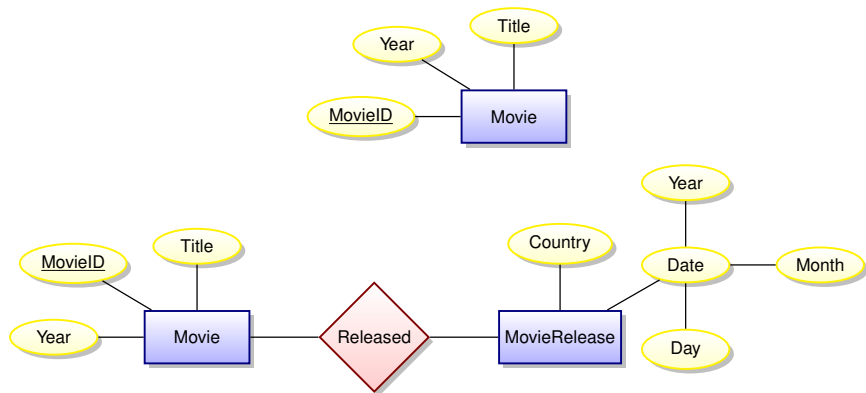 Title
Year
MovieID
Movie
Year
Country
Title
MovieID
Date
Month
Year
Movie
Released
MovieRelease
Day